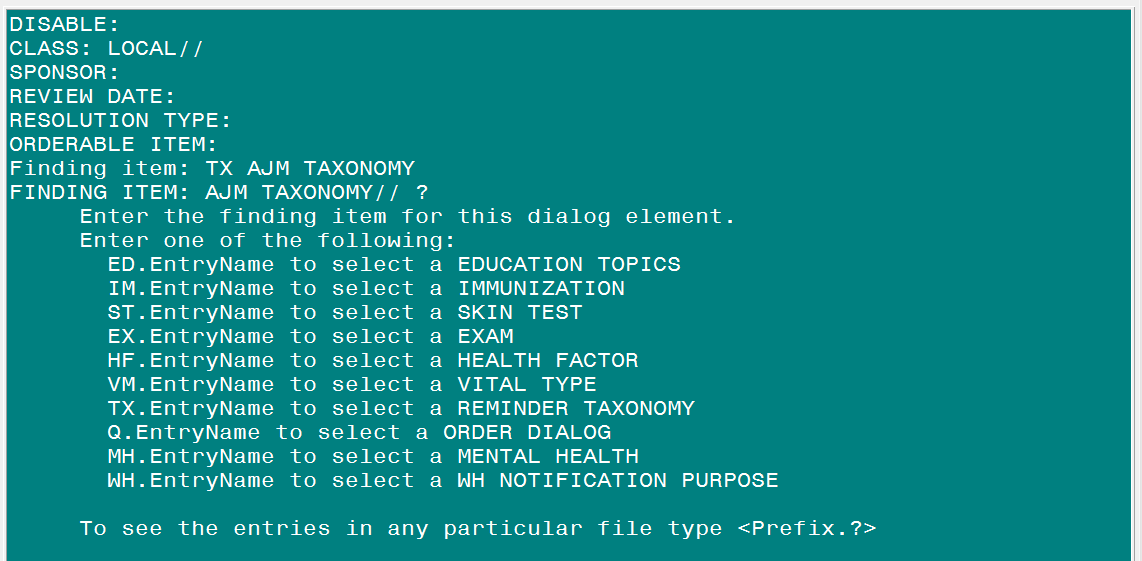 DISABLE:
CLASS: LOCAL//
SPONSOR:
REVIEW DATE:
RESOLUTION TYPE:
ORDERABLE ITEM:
Finding item: TX AJM TAXONOMY
FINDING ITEM: AJM TAXONOMY// ?
Enter the finding item for this dialog element.
Enter one of the following:
ED.EntryName to select a EDUCATION TOPICS
IM.EntryName to select a IMMUNIZATION
ST.EntryName to select a SKIN TEST
EX.EntryName to select a EXAM
HF.EntryName to select a HEALTH FACTOR
VM.EntryName to select a VITAL TYPE
TX.EntryName to select a REMINDER TAXONOMY
Q.EntryName to select a ORDER DIALOG
MH.EntryName to select a MENTAL HEALTH
WH.EntryName to select a WH NOTIFICATION PURPOSE
To see the entries in any particular file type <Prefix.?>